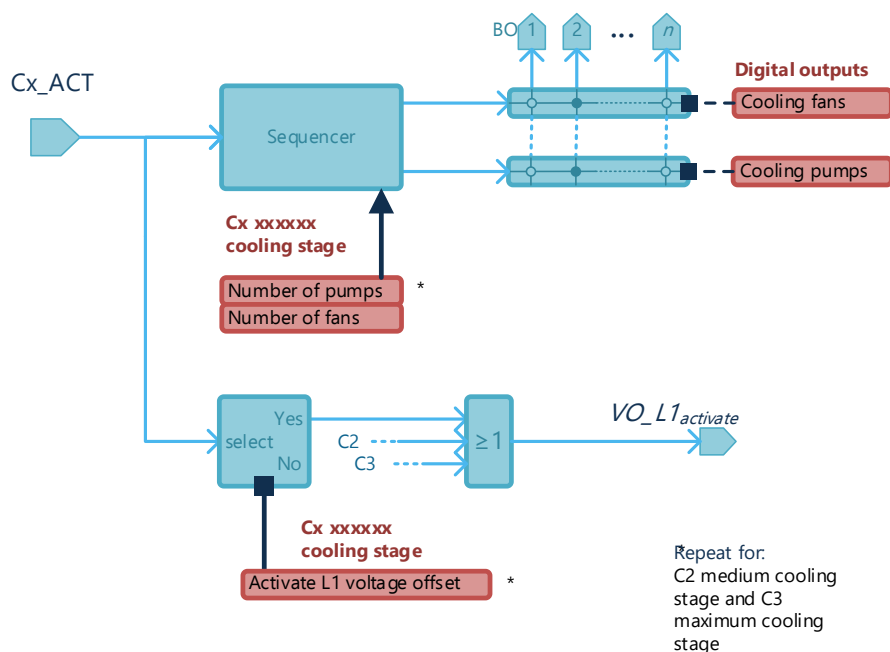 BO 1 2 ... n
Digital outputs
Cx_ACT
Cooling fans
Sequencer
Cooling pumps
Cx xxxxxx
cooling stage
Number of pumps *
Number of fans
Yes
select
No
C2
C3
≥1
VO_L1activate
Cx xxxxxx
cooling stage
Activate L1 voltage offset *
* Repeat for:
C2 medium cooling
stage and C3
maximum cooling
stage